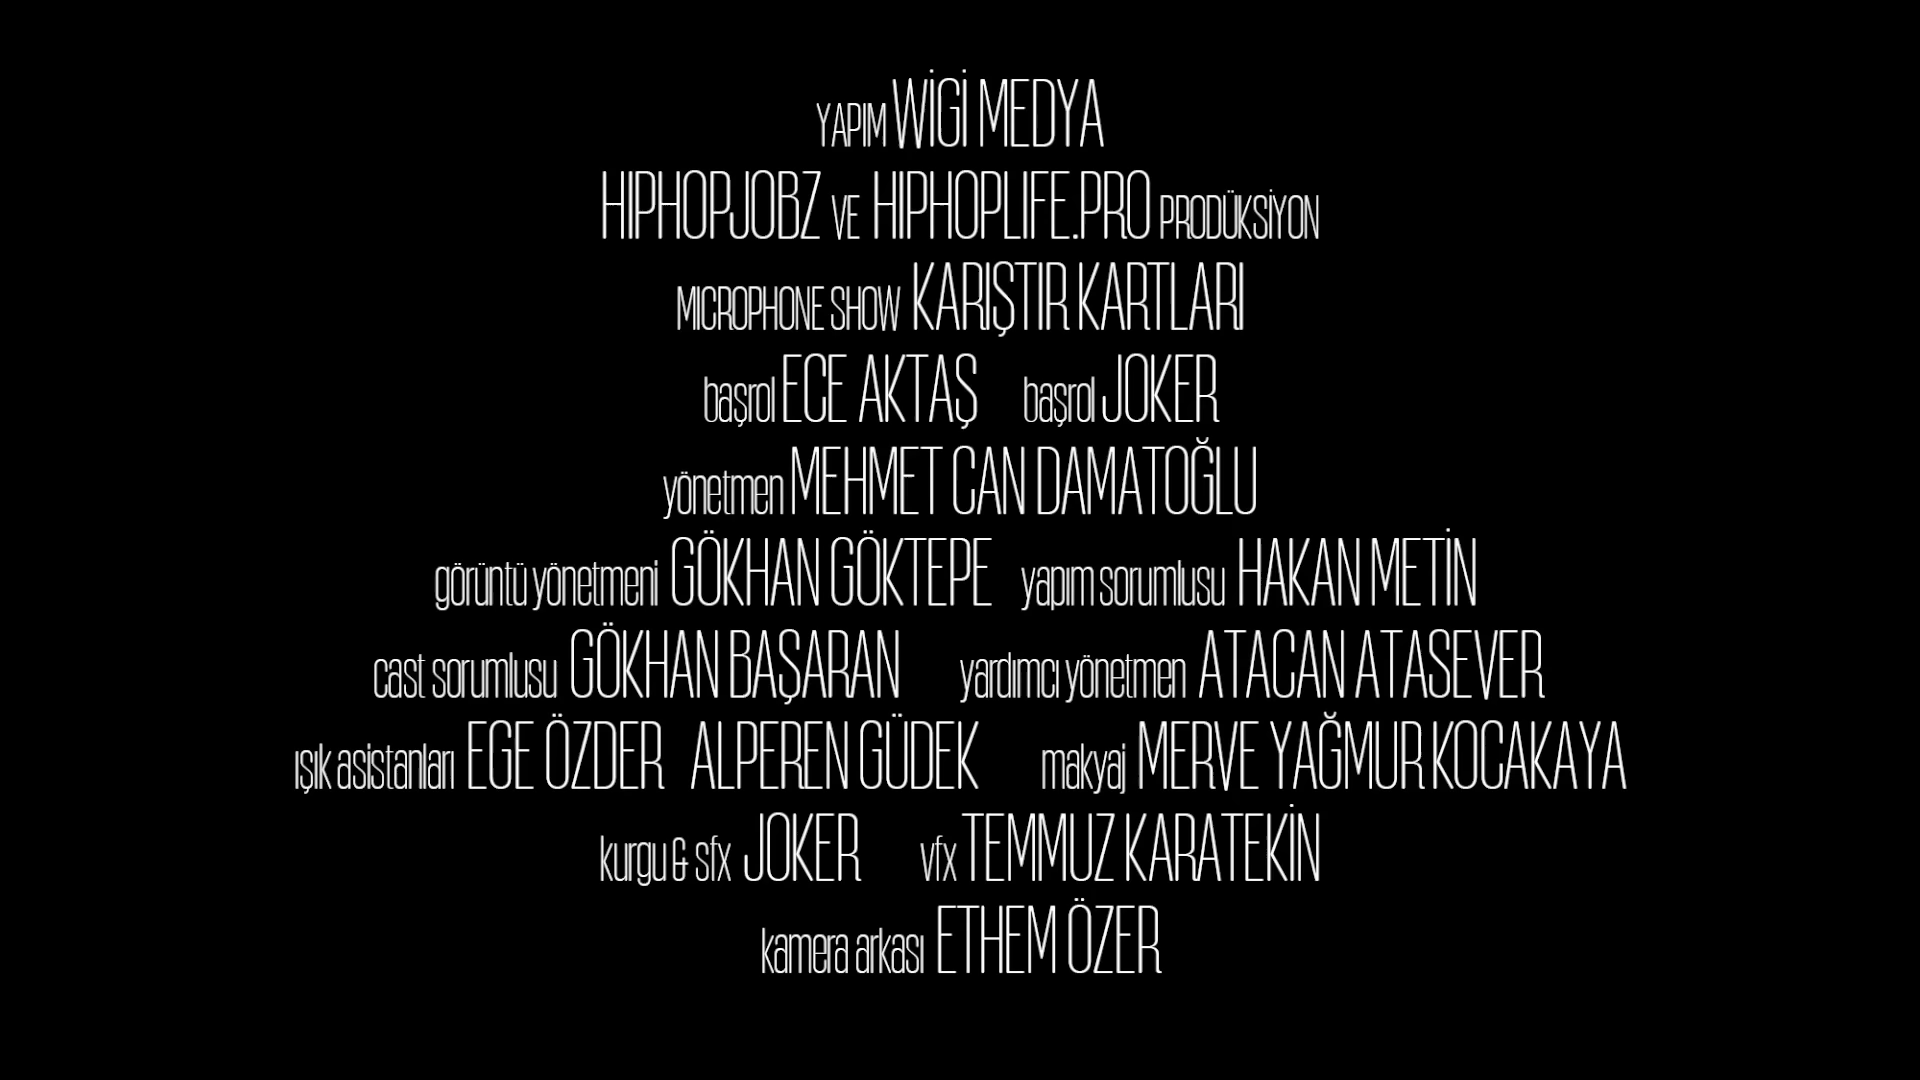 YAPIM WİGİ MEDYA
HIPHOPJOBZ VE HIPHOPLIFE.PRO PRODÜKSİYON
MICROPHONE SHOW KARIŞTIR KARTLARI
başrol ECE AKTAŞ başrol JOKER
yönetmen MEHMET CAN DAMATOĞLU
görüntü yönetmeni GÖKHAN GÖKTEPE yapım sorumlusu HAKAN METİN
cast sorumlusu GÖKHAN BAŞARAN yardımcı yönetmen ATACAN ATASEVER
ışık asistanları EGE ÖZDER ALPEREN GÜDEK makyaj MERVE YAĞMUR KOCAKAYA
kurgu & sfx JOKER vfx TEMMUZ KARATEKİN
kamera arkası ETHEM ÖZER